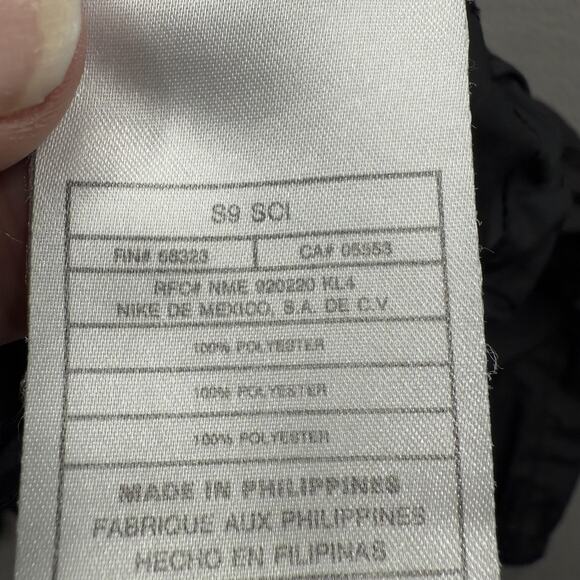 S9 SCI
RN# 56323 CA# 05553
RFC# NME 920220 KL4
NIKE DE MEXICO, S.A. DE C.V
100% POLYESTER
100% POLYESTER
100% POLYESTER
MADE IN PHILIPPINES
FABRIQUE AUX PHILIPPINES
HECHO EN FILIPINAS